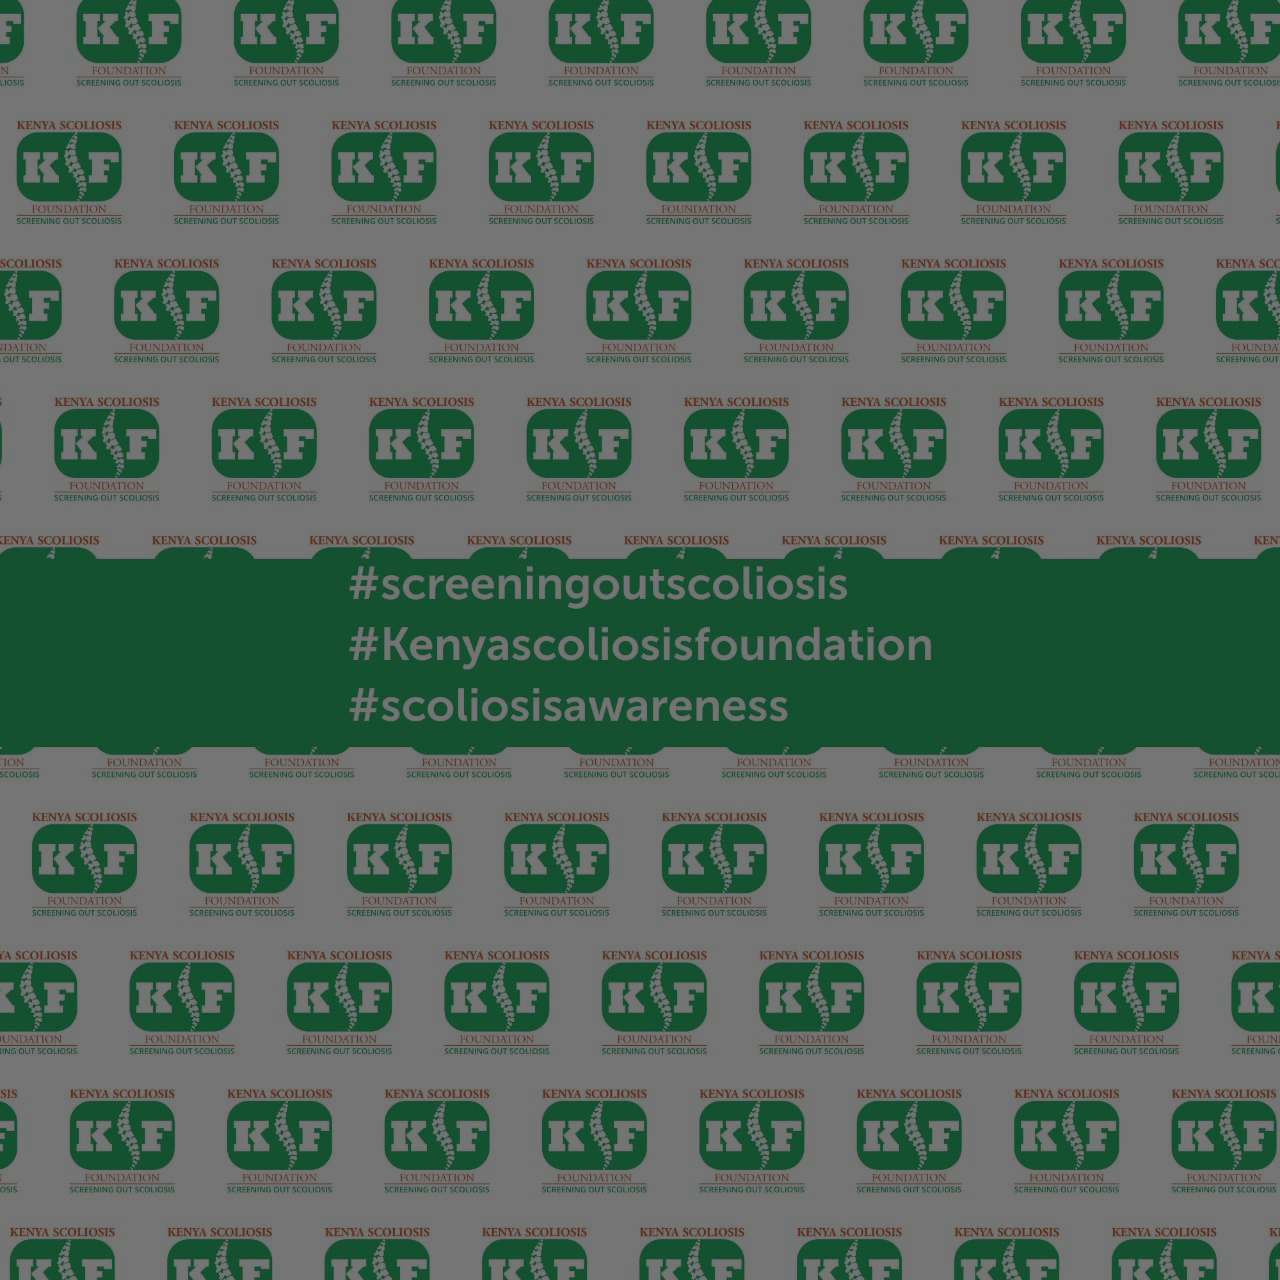 KENYA SCOLIOSIS
K F
FOUNDATION
SCREENING OUT SCOLIOSIS
#screeningoutscoliosis
#Kenyascoliosisfoundation
#scoliosisawareness